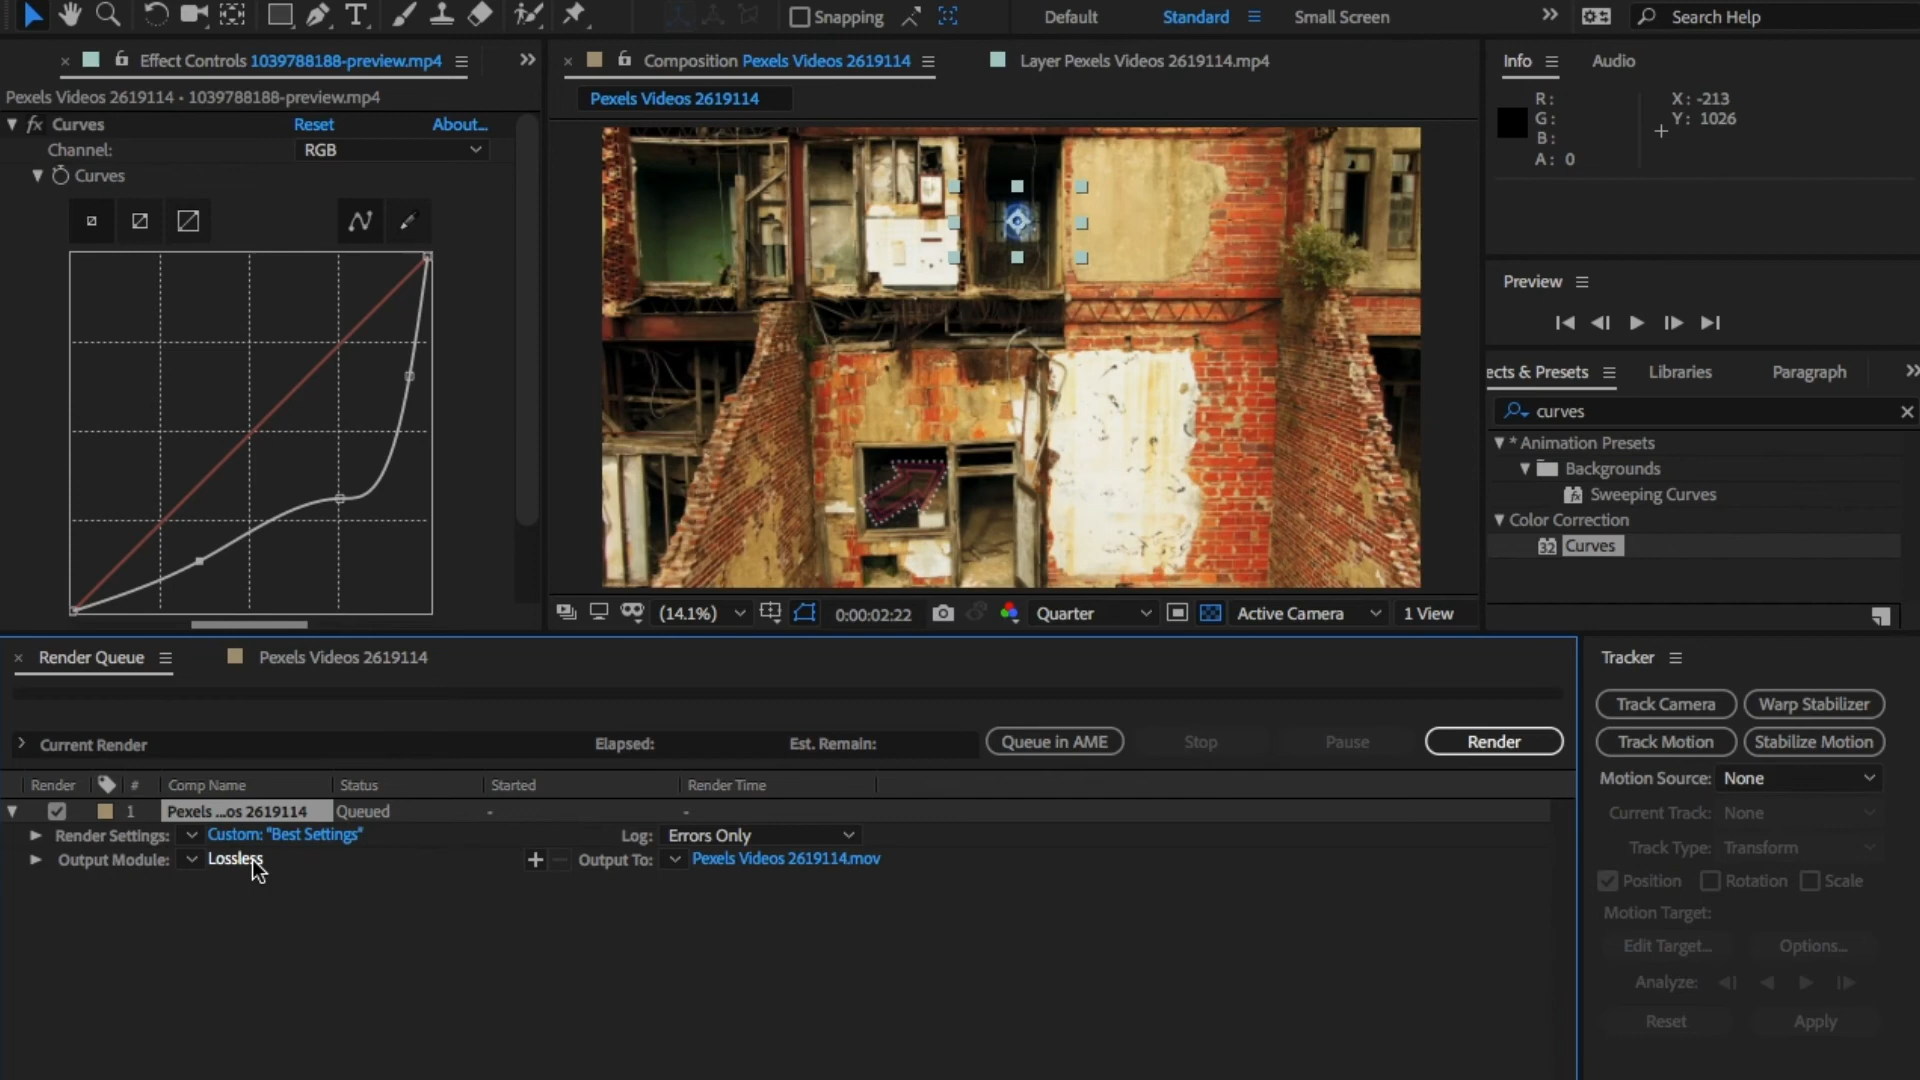 Snapping
Default
Standard
Small Screen
Search Help
Effect Controls 1039788188-preview.mp4
Composition Pexels Videos 2619114
Layer Pexels Videos 2619114.mp4
Info
Audio
Pexels Videos 2619114 • 1039788188-preview.mp4
Pexels Videos 2619114
R:
G:
B:
A: 0
X: -213
Y: 1026
fx Curves
Reset
About...
Channel:
RGB
Curves
Preview
ects & Presets
Libraries
Paragraph
curves
* Animation Presets
Backgrounds
Sweeping Curves
Color Correction
32 Curves
(14.1%)
0:00:02:22
Quarter
Active Camera
1 View
Render Queue
Pexels Videos 2619114
Tracker
Track Camera
Warp Stabilizer
Current Render
Elapsed:
Est. Remain:
Queue in AME
Stop
Pause
Render
Track Motion
Stabilize Motion
Motion Source: None
Render
#
Comp Name
Status
Started
Render Time
1
Pexels ...os 2619114
Queued
-
-
Current Track: None
Render Settings:
Custom: "Best Settings"
Log:
Errors Only
Track Type: Transform
Output Module:
Lossless
Output To:
Pexels Videos 2619114.mov
Position
Rotation
Scale
Motion Target:
Edit Target...
Options...
Analyze:
Reset
Apply